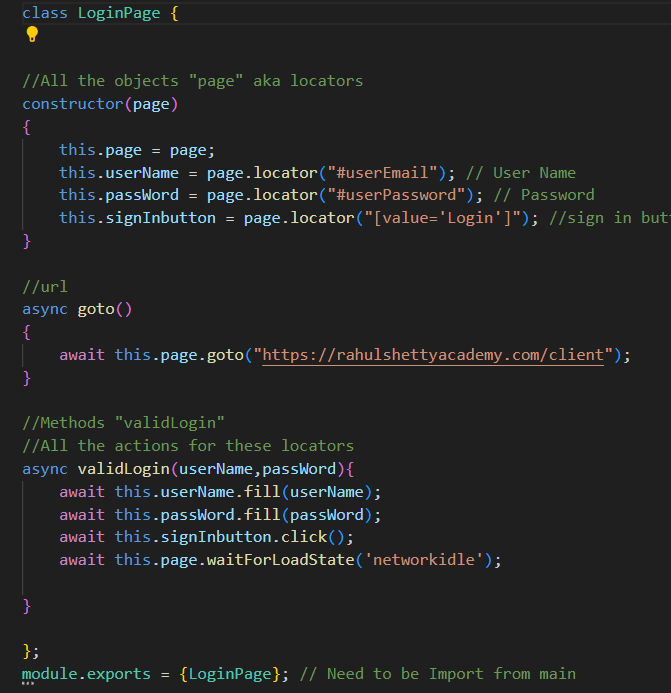 class LoginPage {
//All the objects "page" aka locators
constructor(page)
{
this.page = page;
this.userName = page.locator("#userEmail"); // User Name
this.passWord = page.locator("#userPassword"); // Password
this.signInbutton = page.locator("[value='Login']"); //sign in but
}
//url
async goto()
{
await this.page.goto("https://rahulshettyacademy.com/client");
}
//Methods "validLogin"
//All the actions for these locators
async validLogin(userName,passWord){
await this.userName.fill(userName);
await this.passWord.fill(passWord);
await this.signInbutton.click();
await this.page.waitForLoadState('networkidle');
}
};
module.exports = {LoginPage}; // Need to be Import from main